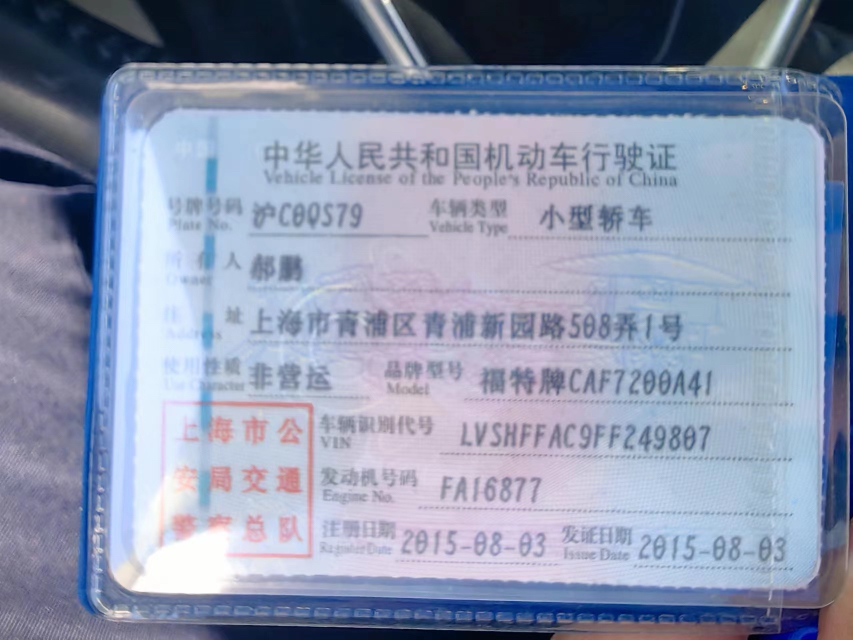 中华人民共和国机动车行驶证
Vehicle License of the People's Republic of China
号牌号码 沪C0QS79 车辆类型 小型轿车
Plate No. Vehicle Type
所有人 郝鹏
Owner
住址 上海市青浦区青浦新园路508弄1号
Address
使用性质 非营运 品牌型号 福特牌CAF7200A41
Use Character Model
车辆识别代号 LVSHFFAC9FF249807
VIN
发动机号码 FA16877
Engine No.
注册日期 2015-08-03 发证日期 2015-08-03
Register Date Issue Date
上海市公
安局交通
警察总队